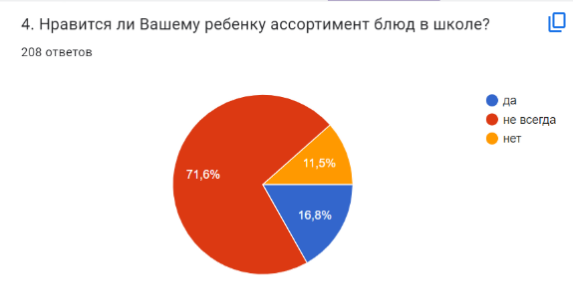 4. Нравится ли Вашему ребенку ассортимент блюд в школе?
208 ответов
да
не всегда
нет
71,6%
11,5%
16,8%